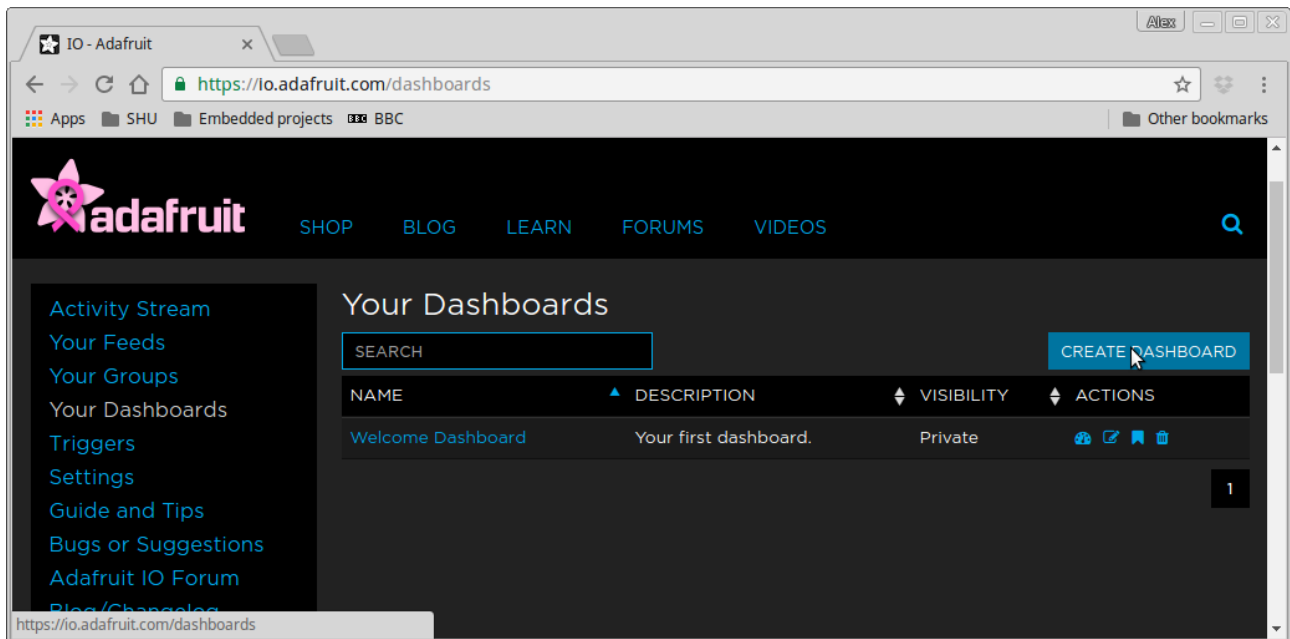 Alex
IO - Adafruit
https://io.adafruit.com/dashboards
Apps SHU Embedded projects BBC BBC Other bookmarks
adafruit SHOP BLOG LEARN FORUMS VIDEOS
Activity Stream
Your Feeds
Your Groups
Your Dashboards
Triggers
Settings
Guide and Tips
Bugs or Suggestions
Adafruit IO Forum
Blog/Changelog
Your Dashboards
SEARCH CREATE DASHBOARD
NAME DESCRIPTION VISIBILITY ACTIONS
Welcome Dashboard Your first dashboard. Private
1
https://io.adafruit.com/dashboards